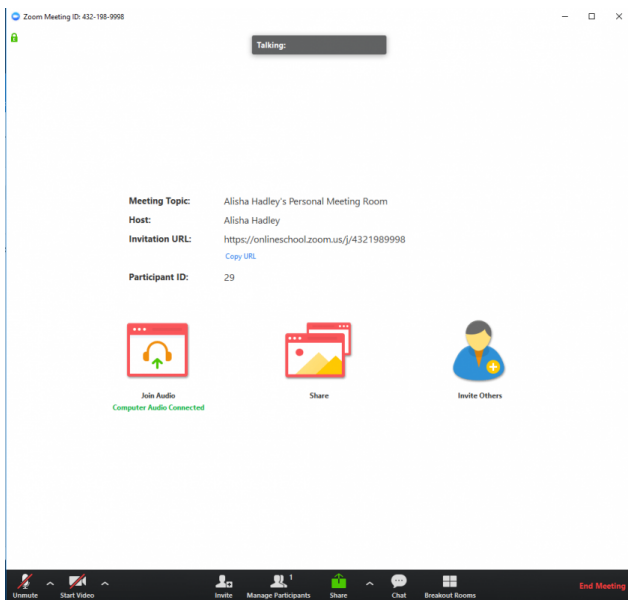 Zoom Meeting ID: 432-198-9998
Talking:
Meeting Topic: Alisha Hadley's Personal Meeting Room
Host: Alisha Hadley
Invitation URL: https://onlineschool.zoom.us/j/4321989998
Copy URL
Participant ID: 29
Join Audio Share Invite Others
Computer Audio Connected
1
Unmute Start Video Invite Manage Participants Share Chat Breakout Rooms End Meeting